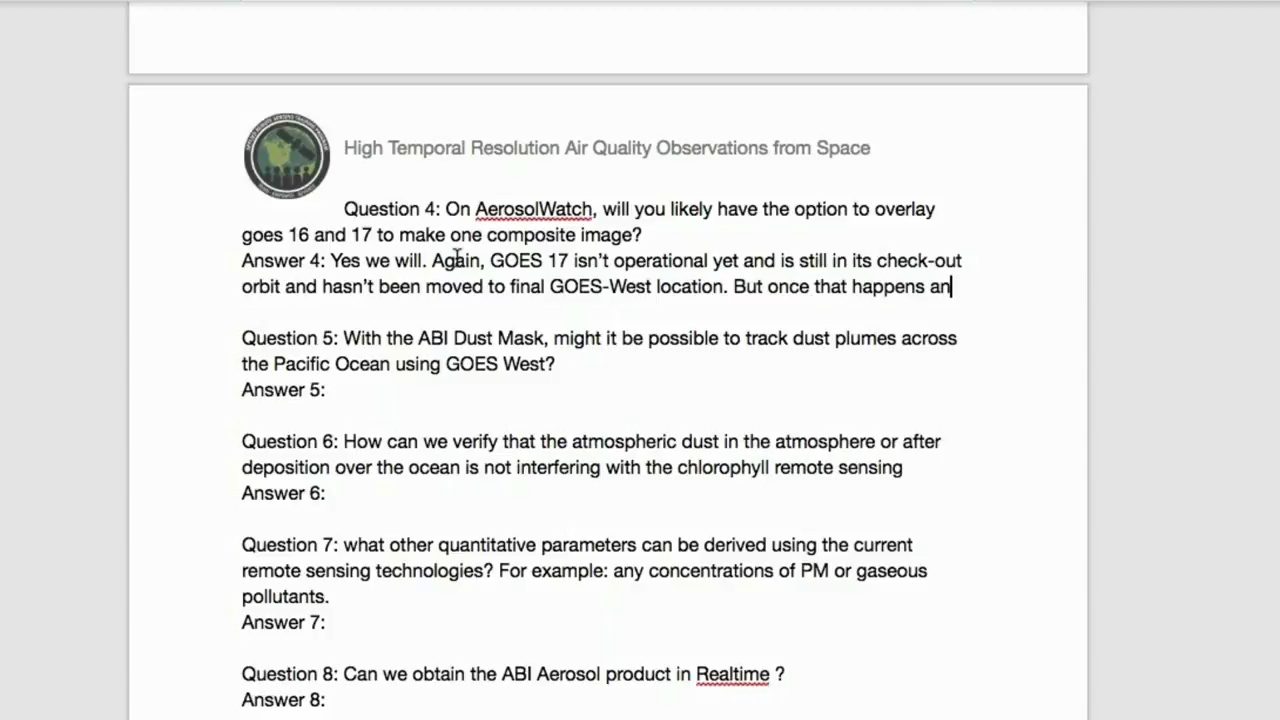 High Temporal Resolution Air Quality Observations from Space
Question 4: On AerosolWatch, will you likely have the option to overlay
goes 16 and 17 to make one composite image?
Answer 4: Yes we will. Again, GOES 17 isn't operational yet and is still in its check-out
orbit and hasn't been moved to final GOES-West location. But once that happens an
Question 5: With the ABI Dust Mask, might it be possible to track dust plumes across
the Pacific Ocean using GOES West?
Answer 5:
Question 6: How can we verify that the atmospheric dust in the atmosphere or after
deposition over the ocean is not interfering with the chlorophyll remote sensing
Answer 6:
Question 7: what other quantitative parameters can be derived using the current
remote sensing technologies? For example: any concentrations of PM or gaseous
pollutants.
Answer 7:
Question 8: Can we obtain the ABI Aerosol product in Realtime ?
Answer 8: